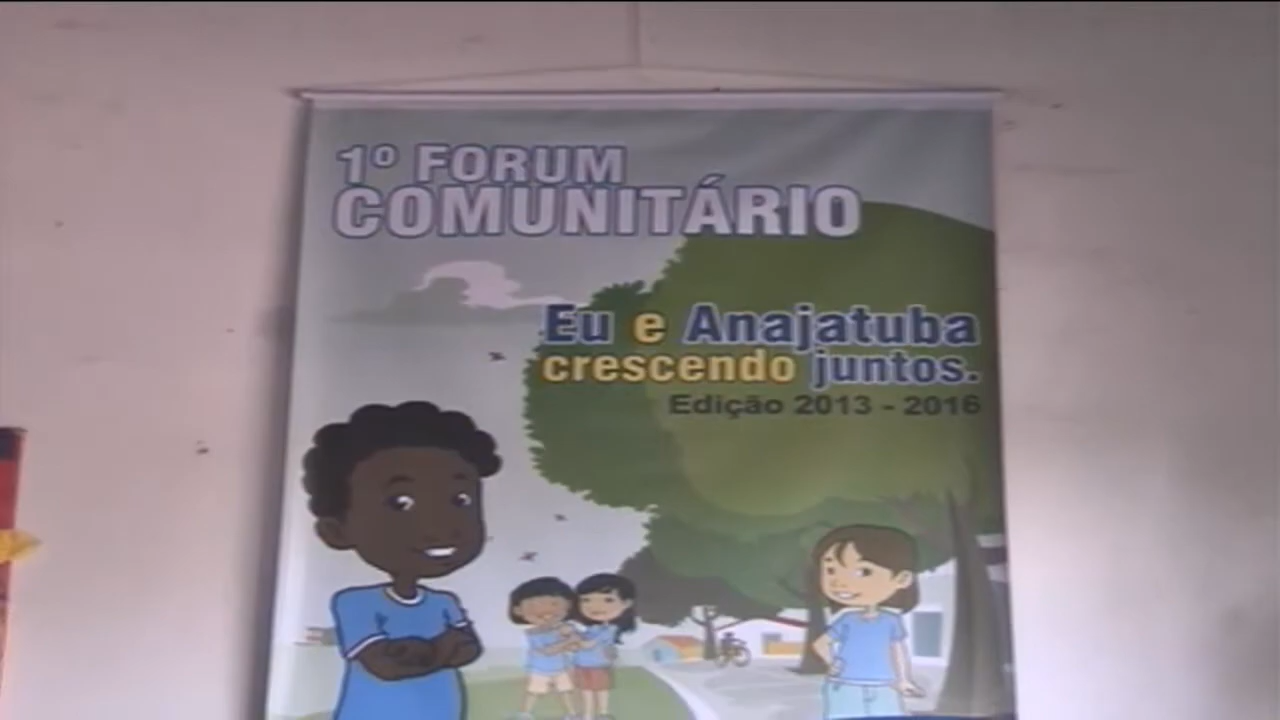 1º FORUM
COMUNITÁRIO
Eu e Anajatuba
crescendo juntos.
Edição 2013 - 2016